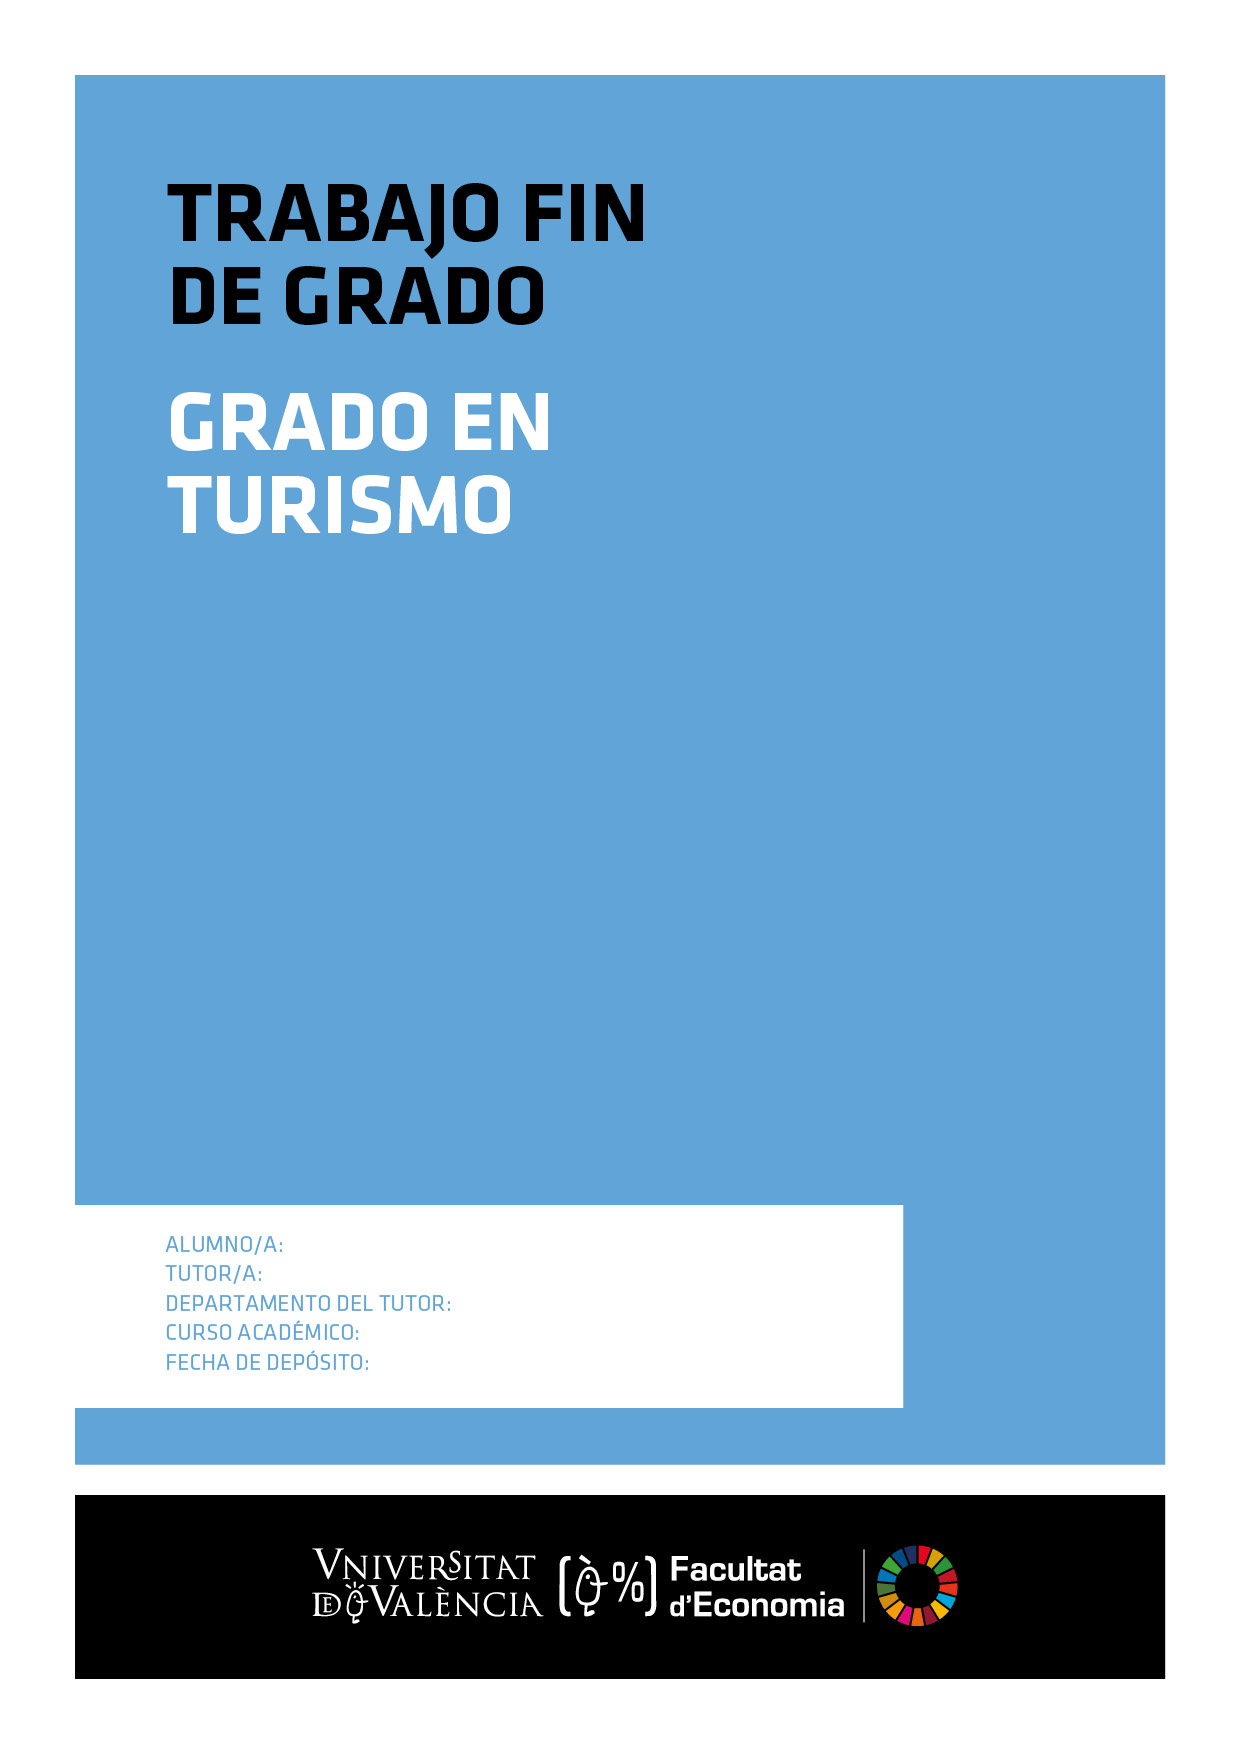 TRABAJO FIN
DE GRADO
GRADO EN
TURISMO
ALUMNO/A:
TUTOR/A:
DEPARTAMENTO DEL TUTOR:
CURSO ACADÉMICO:
FECHA DE DEPÓSITO:
VNIVERSITAT
DE VALÈNCIA
[%]
Facultat
d'Economia